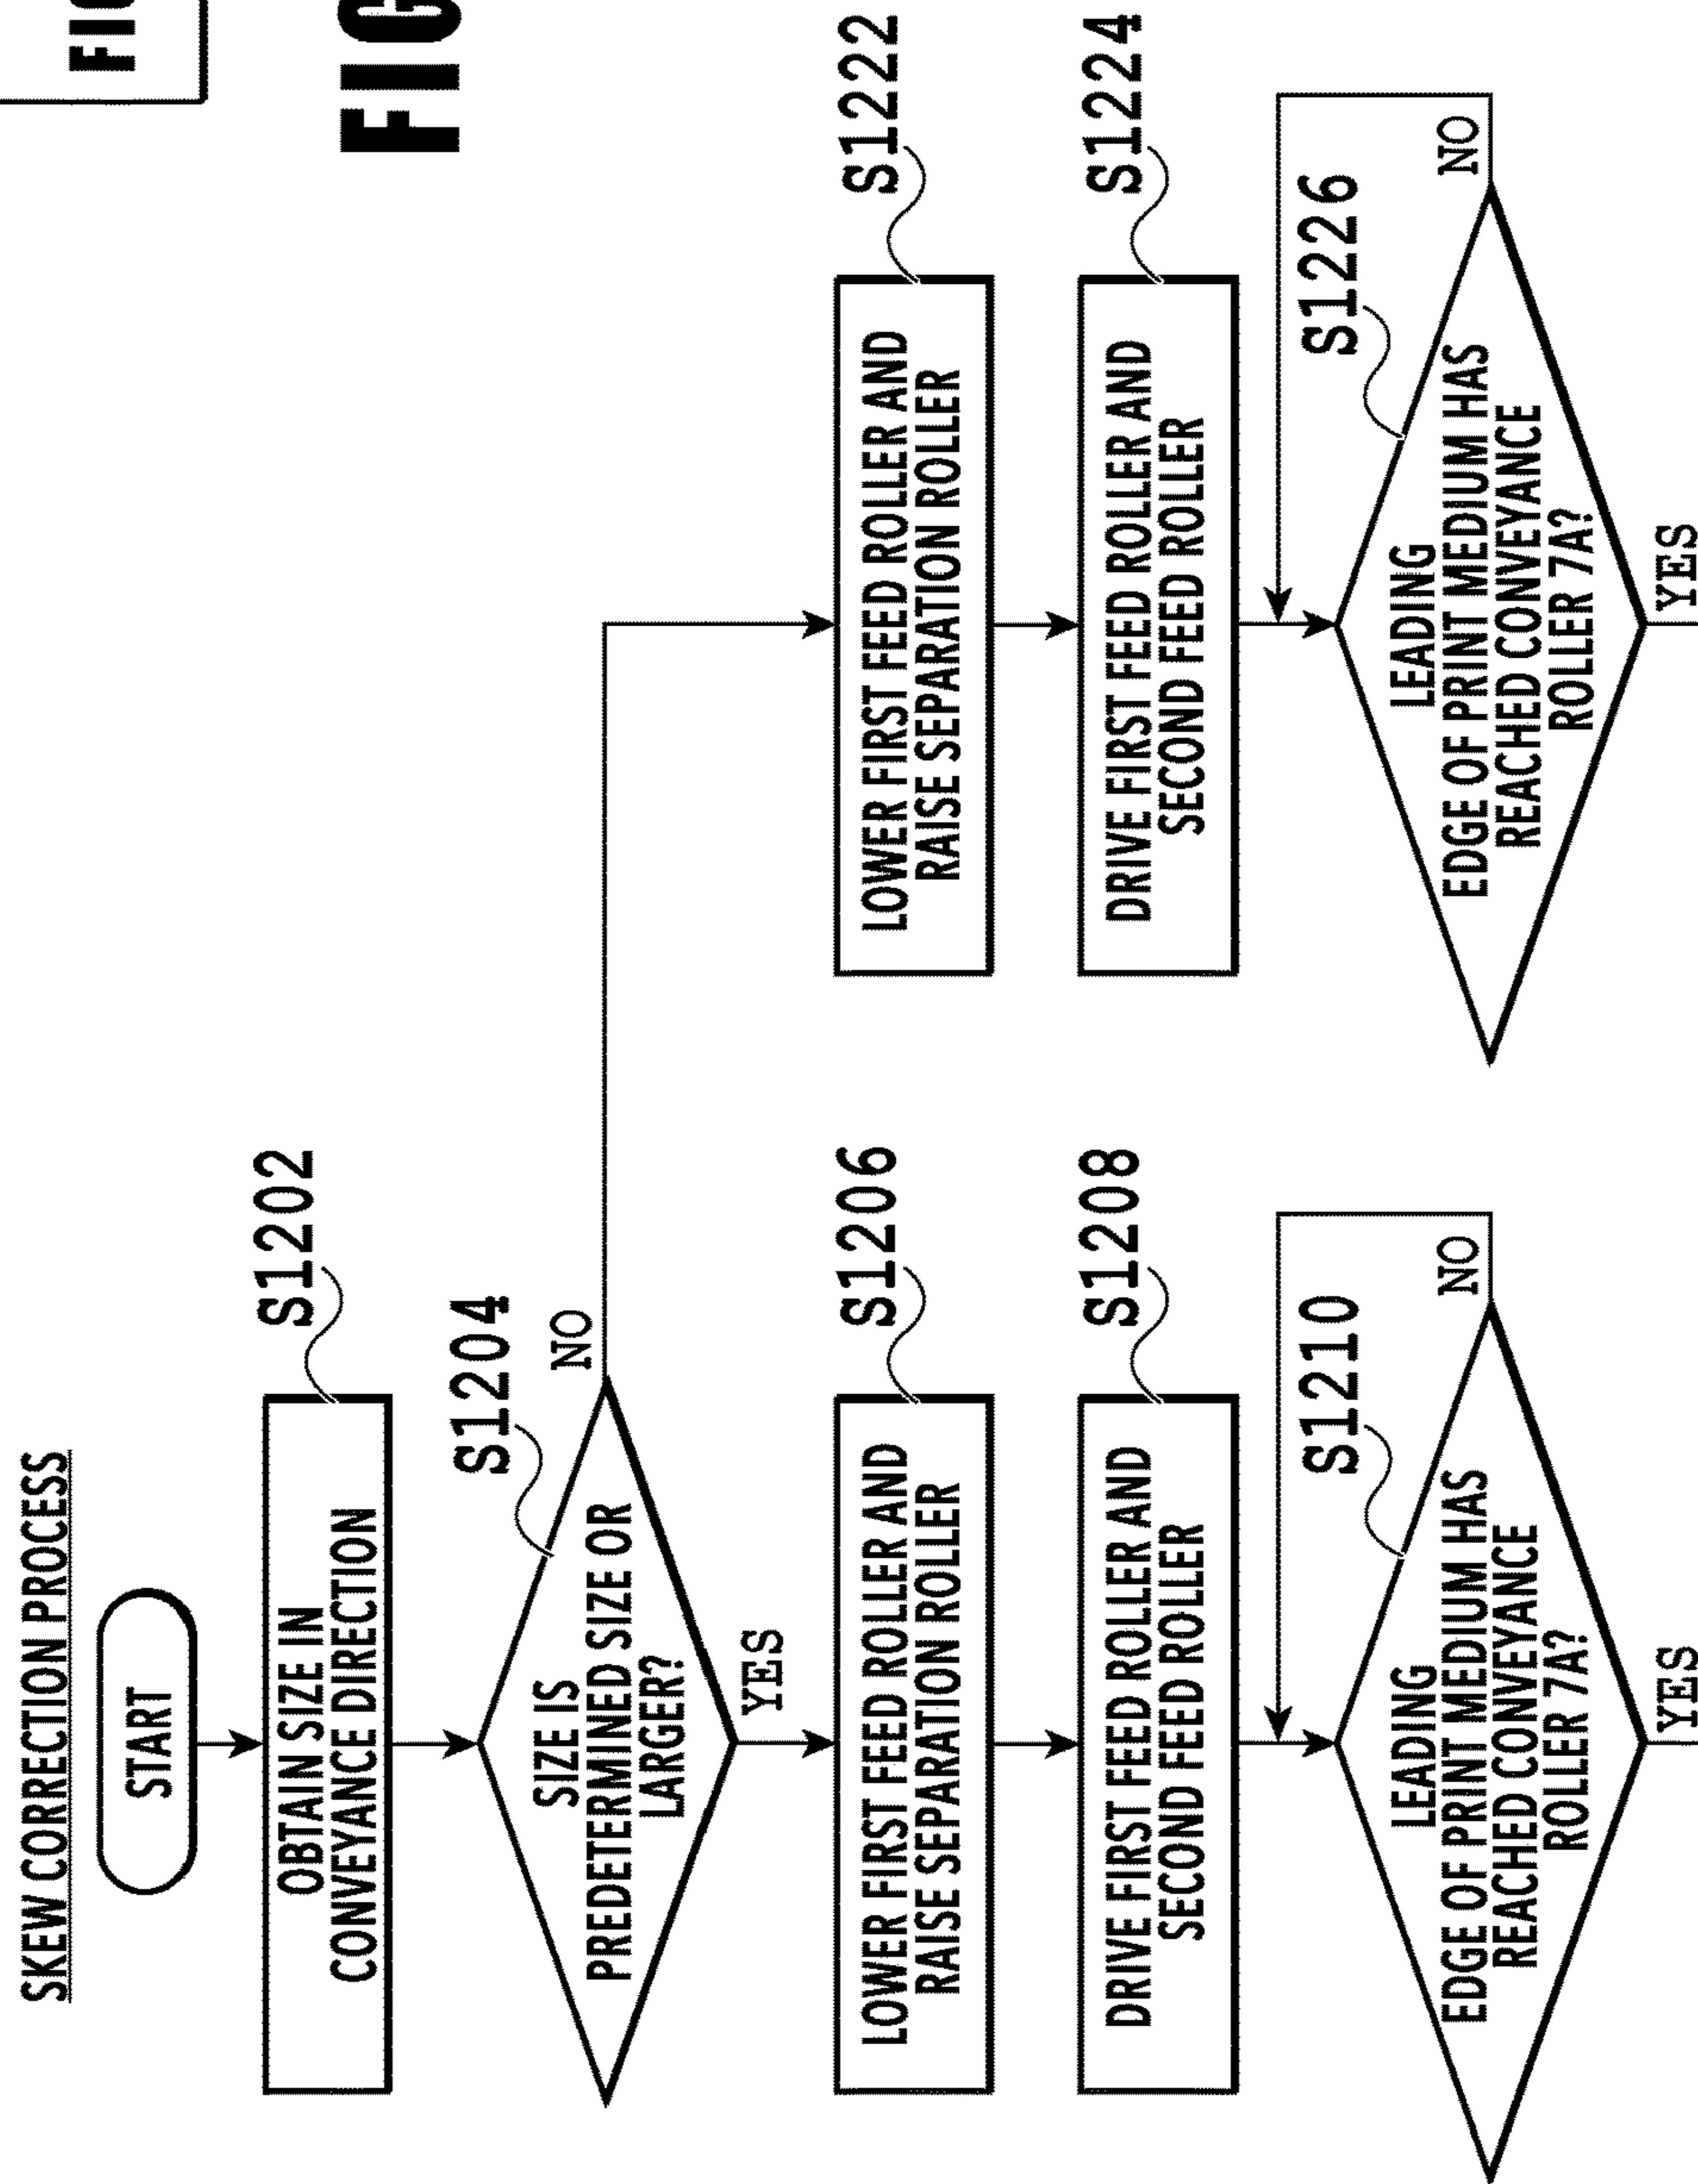 FIG
SKEW CORRECTION PROCESS
START
S1202
OBTAIN SIZE IN
CONVEYANCE DIRECTION
S1204
SIZE IS
PREDETERMINED SIZE OR
LARGER?
NO
YES
S1206
LOWER FIRST FEED ROLLER AND
RAISE SEPARATION ROLLER
S1208
DRIVE FIRST FEED ROLLER AND
SECOND FEED ROLLER
S1210
LEADING
EDGE OF PRINT MEDIUM HAS
REACHED CONVEYANCE
ROLLER 7A?
NO
YES
S1222
LOWER FIRST FEED ROLLER AND
RAISE SEPARATION ROLLER
S1224
DRIVE FIRST FEED ROLLER AND
SECOND FEED ROLLER
S1226
LEADING
EDGE OF PRINT MEDIUM HAS
REACHED CONVEYANCE
ROLLER 7A?
NO
YES